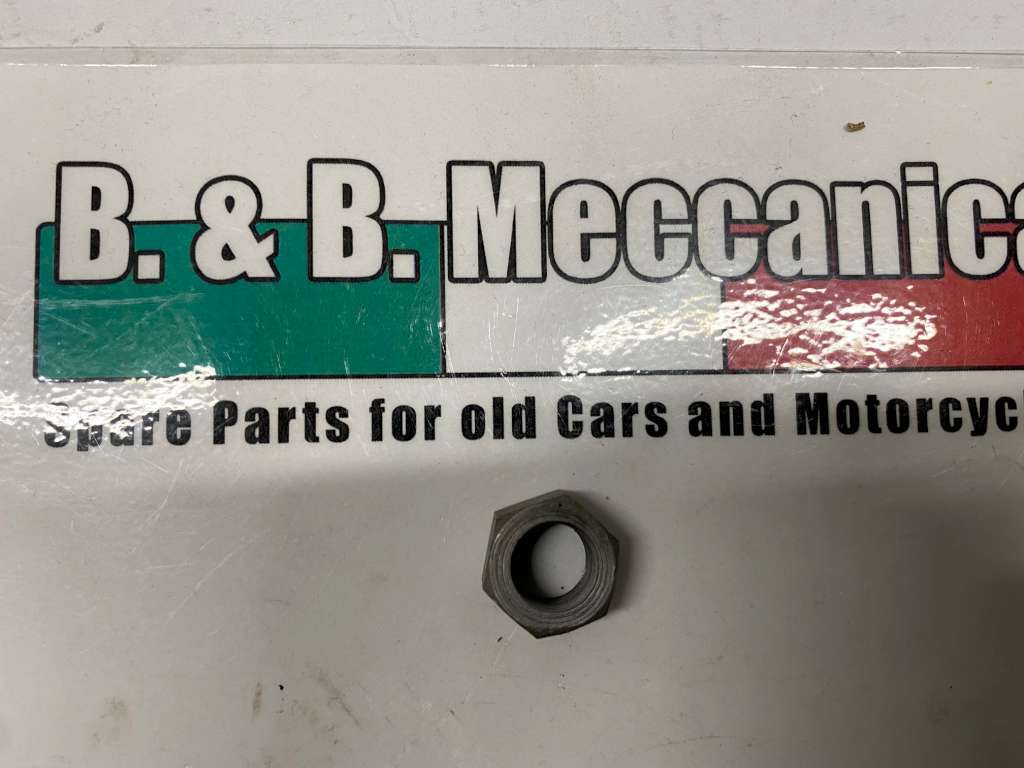 B. & B. Meccanica
Spare Parts for old Cars and Motorcycl